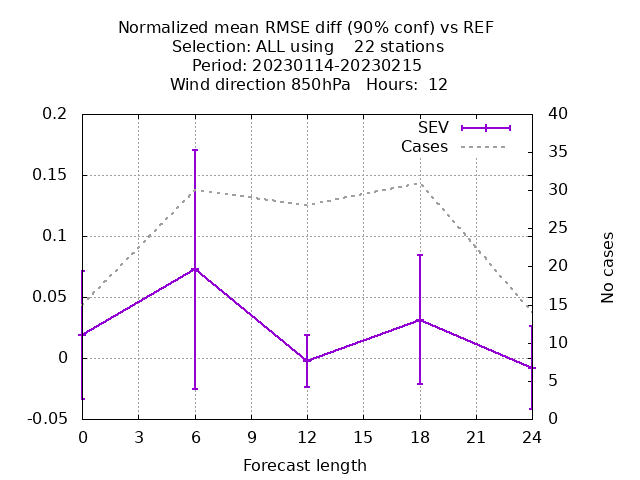 Normalized mean RMSE diff (90% conf) vs REF
Selection: ALL using    22 stations
Period: 20230114-20230215
Wind direction 850hPa   Hours:  12
SEV
Cases
0.2
0.15
0.1
0.05
0
-0.05
40
35
30
25
20
15
10
5
0
No cases
0 3 6 9 12 15 18 21 24
Forecast length